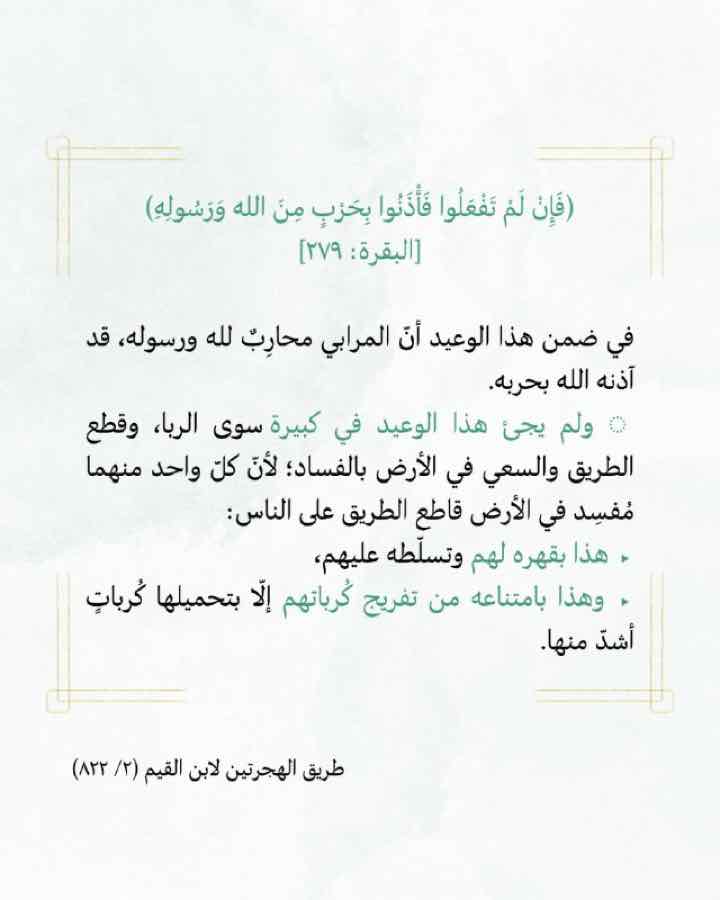 (فَإِنْ لَمْ تَفْعَلُوا فَأْذَنُوا بِحَرْبٍ مِنَ الله وَرَسُولِهِ)
[البقرة: ٢٧٩]
في ضمن هذا الوعيد أنّ المرابي محاربٌ لله ورسوله، قد
آذنه الله بحربه.
ولم يجئ هذا الوعيد في كبيرة سوى الربا، وقطع
الطريق والسعي في الأرض بالفساد؛ لأنّ كلّ واحد منهما
مُفسِد في الأرض قاطع الطريق على الناس:
▸ هذا بقهره لهم وتسلّطه عليهم،
▸ وهذا بامتناعه من تفريج كُرباتهم إلّا بتحميلها كُرباتٍ
أشدّ منها.
طريق الهجرتين لابن القيم (٢/ ٨٢٢)